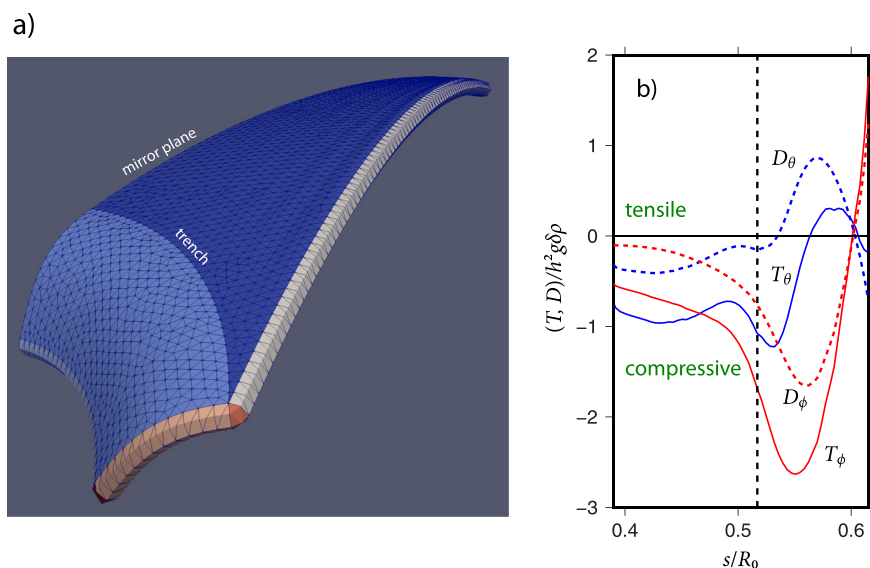 a)
mirror plane
trench
b)
(T, D)/h²gδρ
2
1
0
−1
−2
−3
tensile
compressive
D_θ
T_θ
D_ϕ
T_ϕ
0.4
0.5
0.6
s/R₀